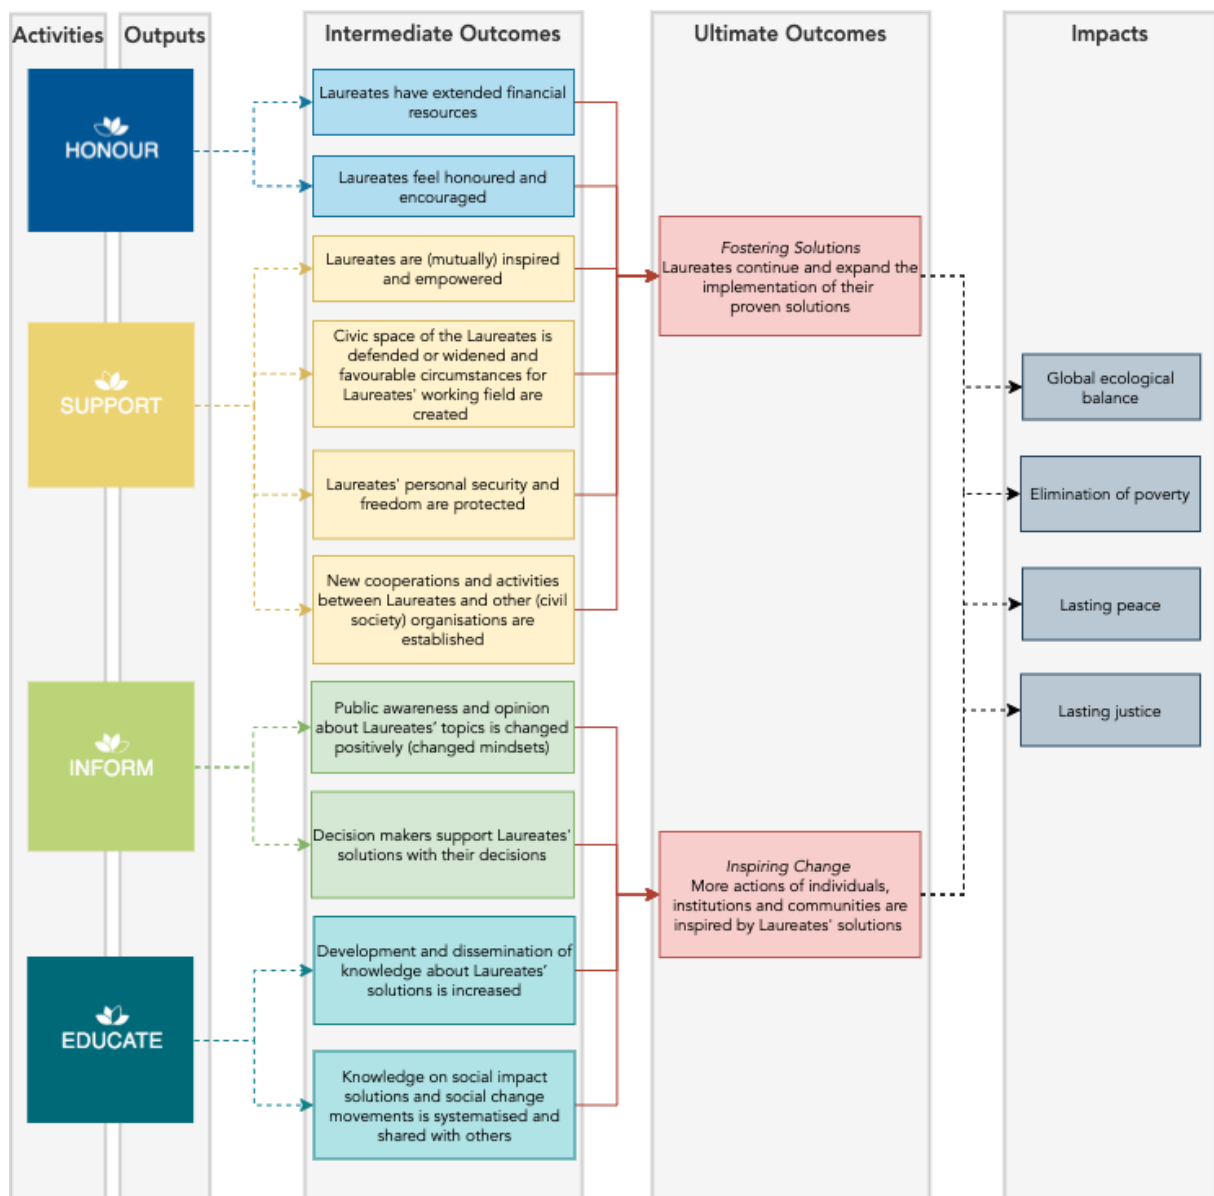 Activities
Outputs
Intermediate Outcomes
Ultimate Outcomes
Impacts
HONOUR
Laureates have extended financial
resources
Laureates feel honoured and
encouraged
SUPPORT
Laureates are (mutually) inspired
and empowered
Civic space of the Laureates is
defended or widened and
favourable circumstances for
Laureates' working field are
created
Laureates' personal security and
freedom are protected
New cooperations and activities
between Laureates and other (civil
society) organisations are
established
INFORM
Public awareness and opinion
about Laureates’ topics is changed
positively (changed mindsets)
Decision makers support Laureates'
solutions with their decisions
EDUCATE
Development and dissemination of
knowledge about Laureates’
solutions is increased
Knowledge on social impact
solutions and social change
movements is systematised and
shared with others
Fostering Solutions
Laureates continue and expand the
implementation of their
proven solutions
Inspiring Change
More actions of individuals,
institutions and communities are
inspired by Laureates' solutions
Global ecological
balance
Elimination of poverty
Lasting peace
Lasting justice